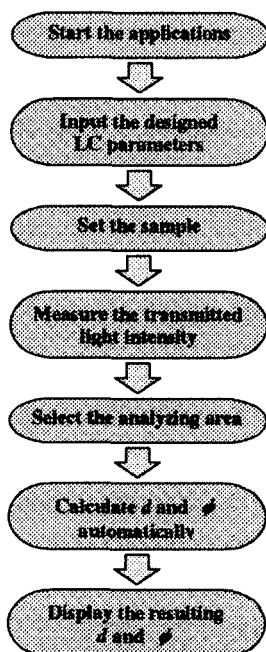 Start the applications
Input the designed
LC parameters
Set the sample
Measure the transmitted
light intensity
Select the analyzing area
Calculate d and ϕ
automatically
Display the resulting
d and ϕ